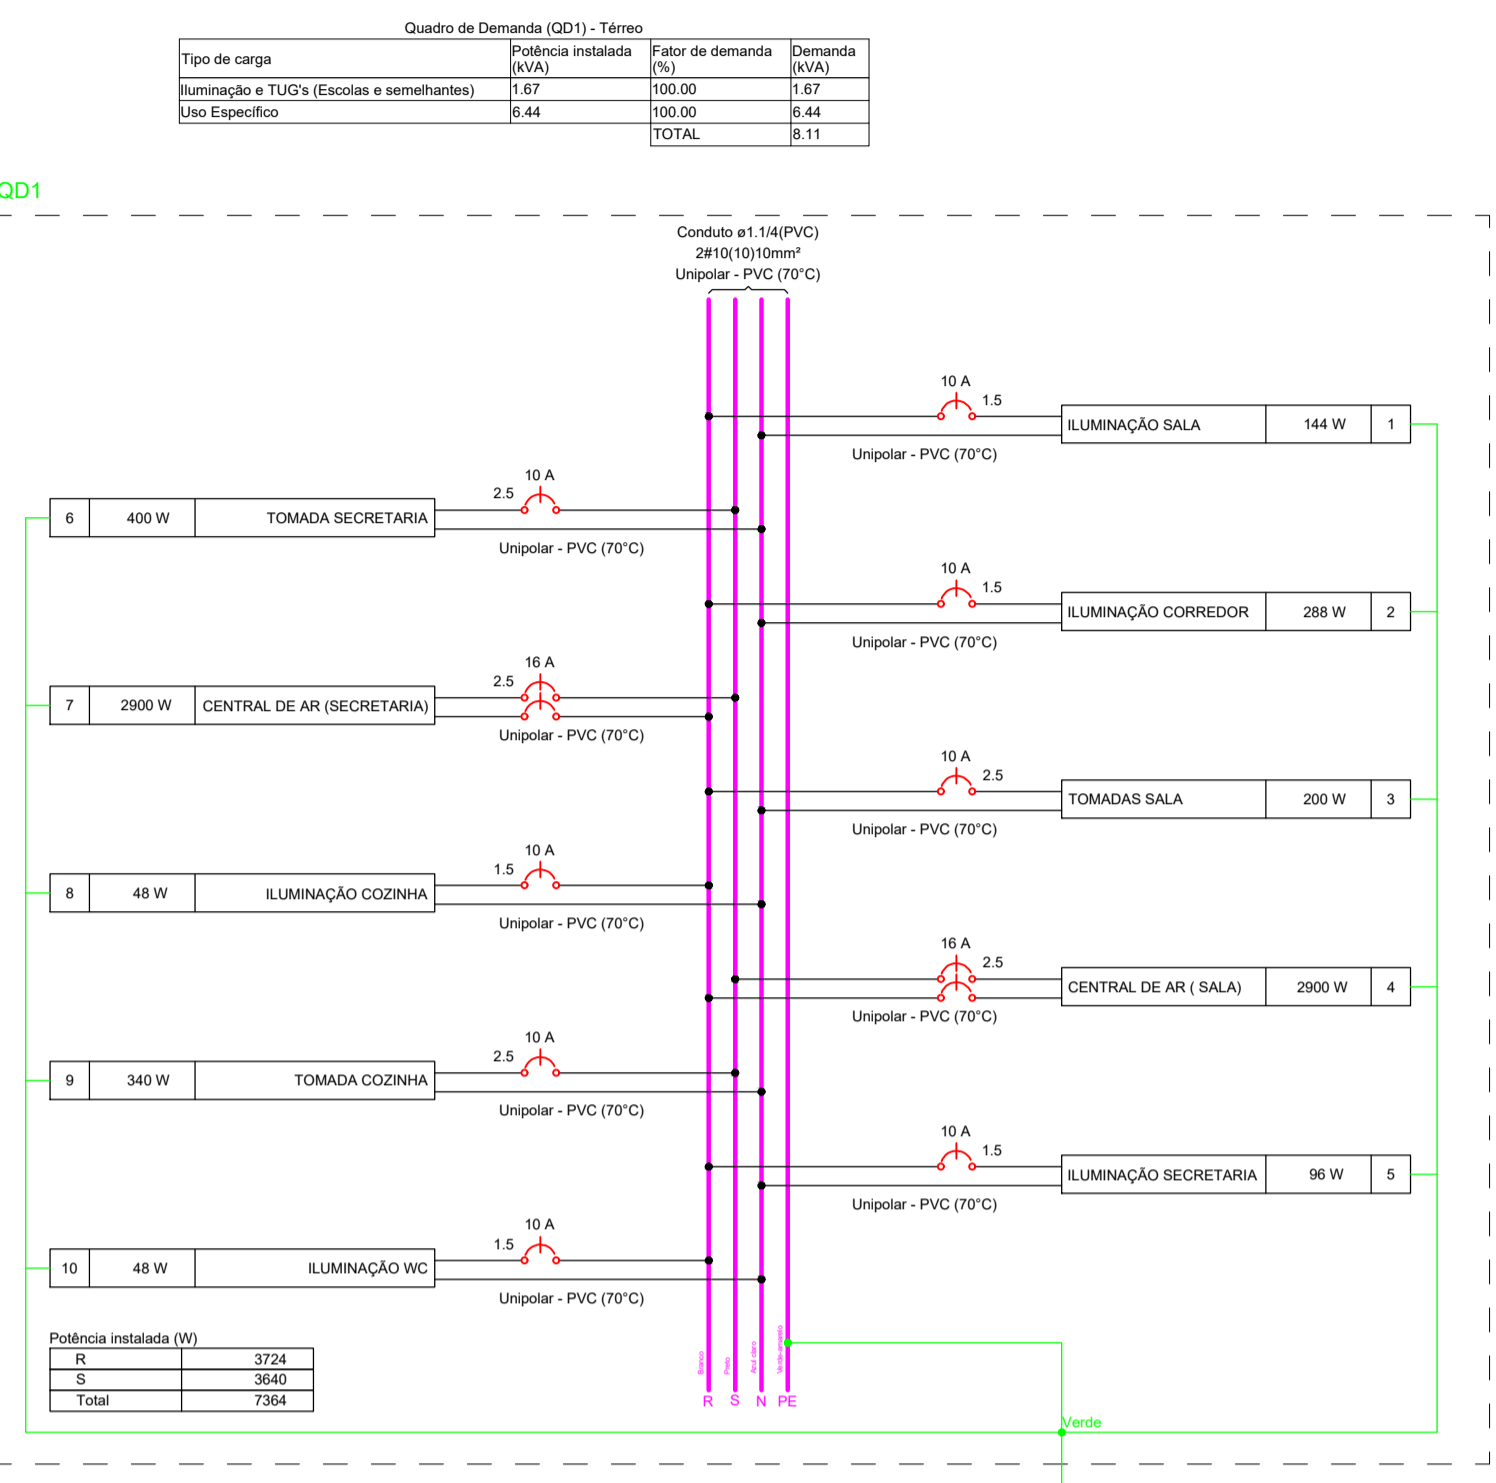 Quadro de Demanda (QD1) - Térreo
Tipo de carga Potência instalada (kVA) Fator de demanda (%) Demanda (kVA)
Iluminação e TUG's (Escolas e semelhantes) 1.67 100.00 1.67
Uso Específico 6.44 100.00 6.44
TOTAL 8.11
QD1
Conduto ø1.1/4(PVC)
2#10(10)10mm²
Unipolar - PVC (70°C)
10 A
1.5
ILUMINAÇÃO SALA 144 W 1
Unipolar - PVC (70°C)
10 A
2.5
6 400 W TOMADA SECRETARIA
Unipolar - PVC (70°C)
10 A
1.5
ILUMINAÇÃO CORREDOR 288 W 2
Unipolar - PVC (70°C)
16 A
2.5
7 2900 W CENTRAL DE AR (SECRETARIA)
Unipolar - PVC (70°C)
10 A
2.5
TOMADAS SALA 200 W 3
Unipolar - PVC (70°C)
10 A
1.5
8 48 W ILUMINAÇÃO COZINHA
Unipolar - PVC (70°C)
16 A
2.5
CENTRAL DE AR ( SALA) 2900 W 4
Unipolar - PVC (70°C)
10 A
2.5
9 340 W TOMADA COZINHA
Unipolar - PVC (70°C)
10 A
1.5
ILUMINAÇÃO SECRETARIA 96 W 5
Unipolar - PVC (70°C)
10 A
1.5
10 48 W ILUMINAÇÃO WC
Unipolar - PVC (70°C)
Potência instalada (W)
R 3724
S 3640
Total 7364
Branco
Preto
Azul claro
Verde-amarelo
R S N PE
Verde